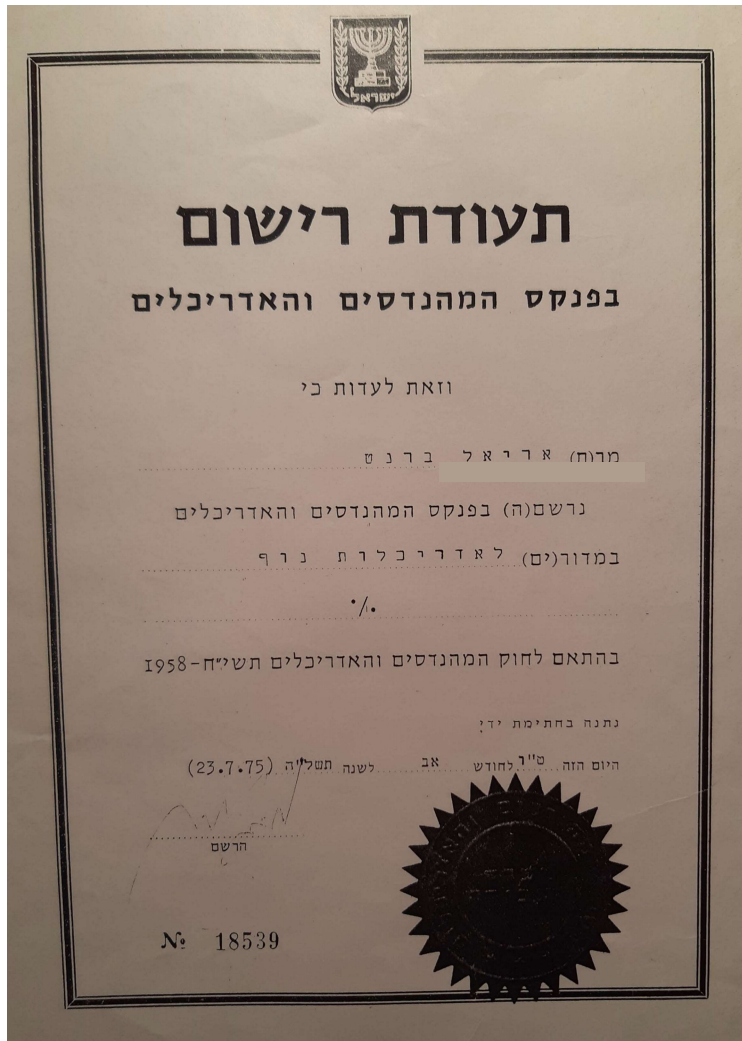 ישראל
תעודת רישום
בפנקס המהנדסים והאדריכלים
וזאת לעדות כי
מר(ת) אריאל ברנט
נרשם(ה) בפנקס המהנדסים והאדריכלים
במדור(ים) לאדריכלות נוף
./.
בהתאם לחוק המהנדסים והאדריכלים תשי"ח-1958
נתנה בחתימת ידי
היום הזה ט"ו לחודש אב לשנה תשל"ה (23.7.75)
הרשם
№ 18539